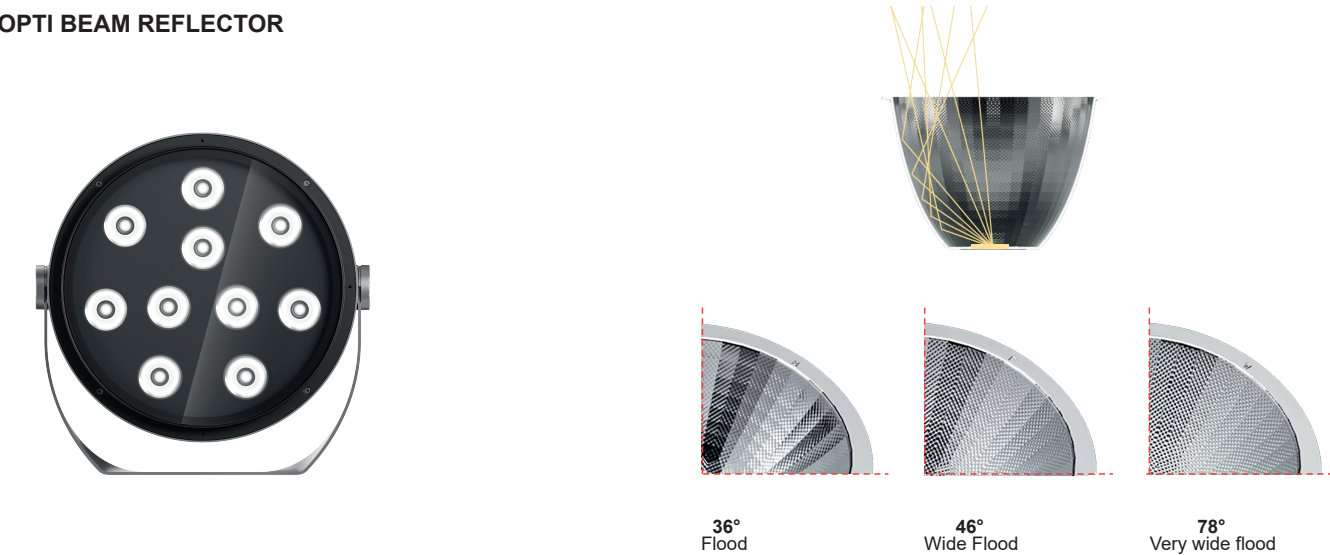 OPTI BEAM REFLECTOR
M
F
W
36°
Flood
46°
Wide Flood
78°
Very wide flood